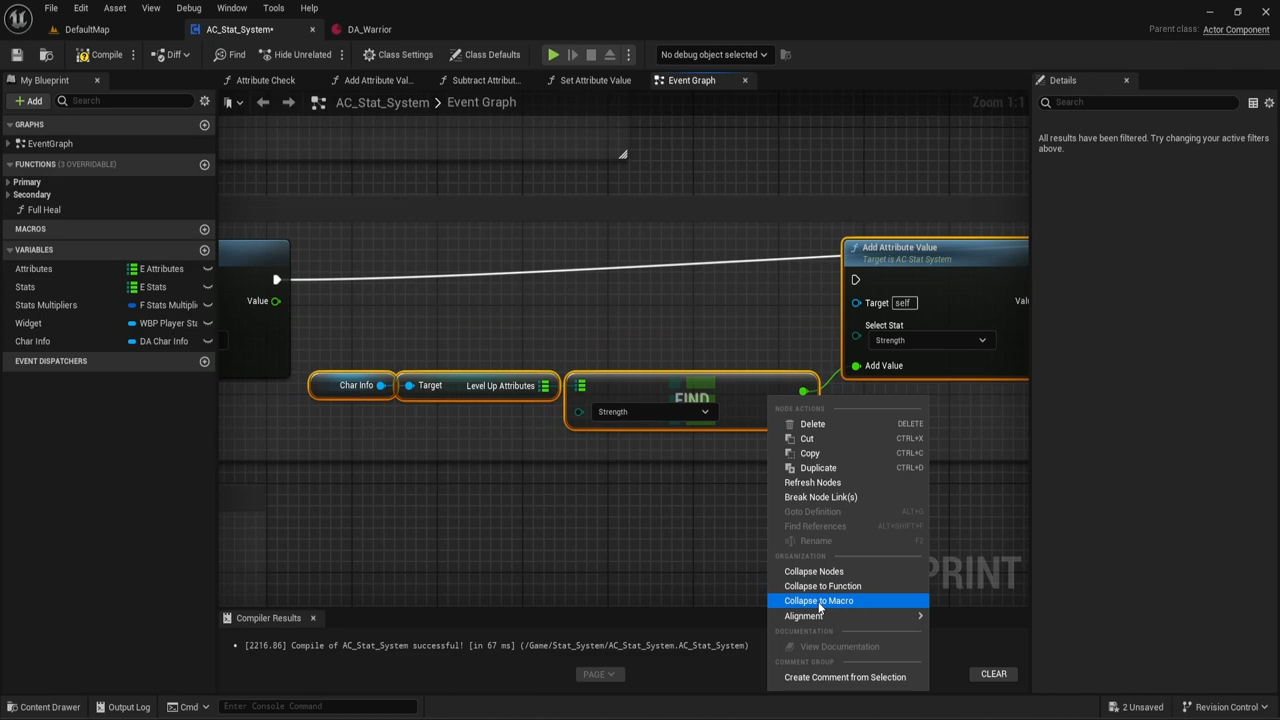 File Edit Asset View Debug Window Tools Help
DefaultMap AC_Stat_System* DA_Warrior
Parent class: Actor Component
Compile Diff Find Hide Unrelated Class Settings Class Defaults No debug object selected
My Blueprint
Attribute Check Add Attribute Val... Subtract Attribut... Set Attribute Value Event Graph
Details
Add Search
AC_Stat_System > Event Graph
Zoom 1:1
Search
GRAPHS
EventGraph
FUNCTIONS (3 OVERRIDABLE)
Primary
Secondary
Full Heal
MACROS
VARIABLES
Attributes E Attributes
Stats E Stats
Stats Multipliers F Stats Multipli
Widget WBP Player Sta
Char Info DA Char Info
EVENT DISPATCHERS
All results have been filtered. Try changing your active filters
above.
Value
Add Attribute Value
Target is AC Stat System
Target self
Select Stat
Strength
Add Value
Char Info
Target Level Up Attributes
FIND
Strength
NODE ACTIONS
Delete DELETE
Cut CTRL+X
Copy CTRL+C
Duplicate CTRL+D
Refresh Nodes
Break Node Link(s)
Goto Definition ALT+G
Find References ALT+SHIFT+F
Rename F2
ORGANIZATION
Collapse Nodes
Collapse to Function
Collapse to Macro
Alignment
DOCUMENTATION
View Documentation
COMMENT GROUP
Create Comment from Selection
PRINT
Compiler Results
[2216.86] Compile of AC_Stat_System successful! [in 67 ms] (/Game/Stat_System/AC_Stat_System.AC_Stat_System)
PAGE
CLEAR
Content Drawer Output Log Cmd Enter Console Command
2 Unsaved Revision Control